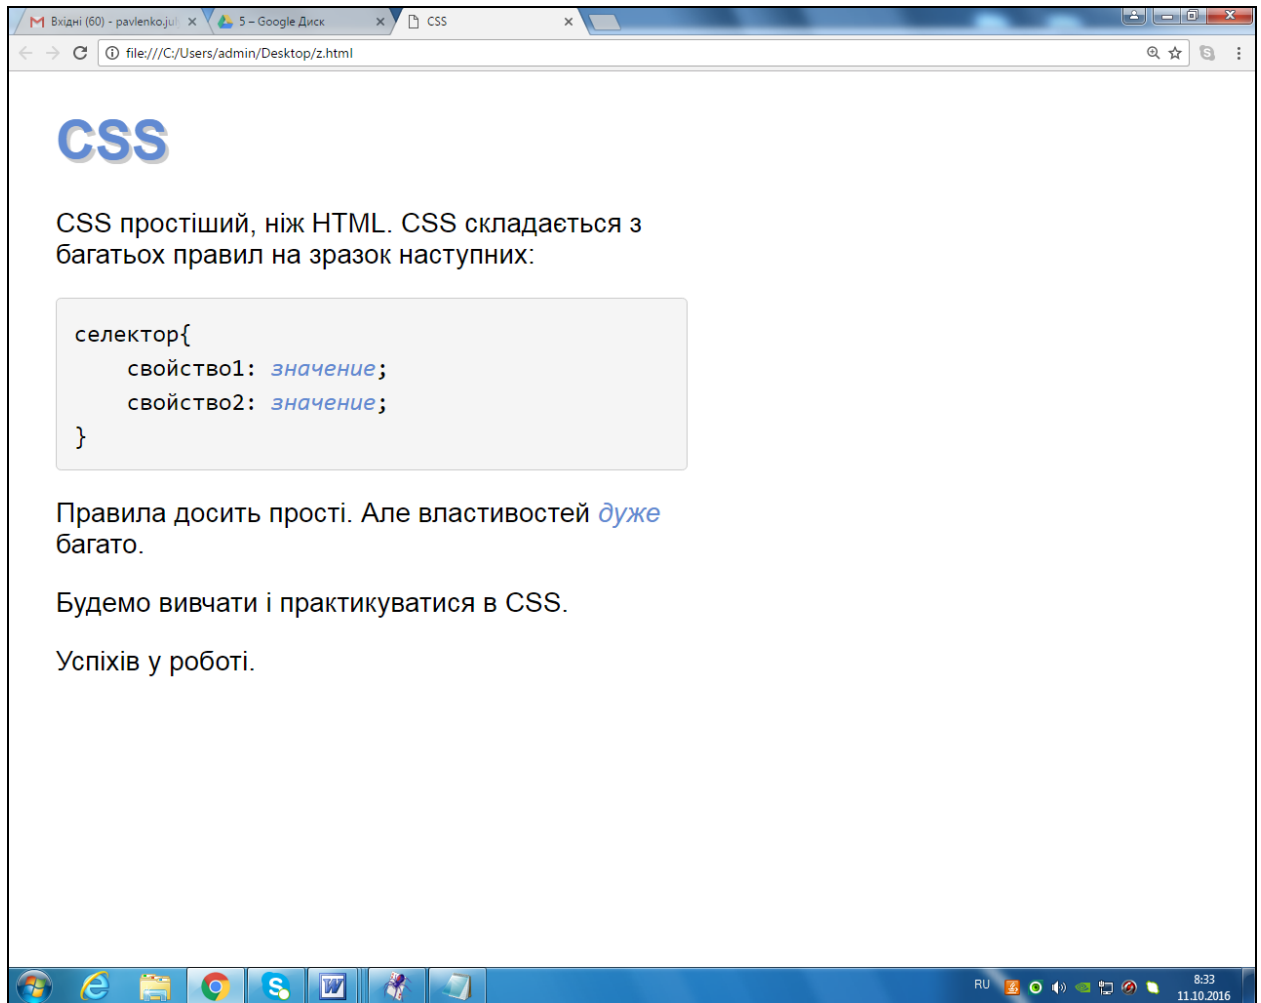 Вхідні (60) - pavlenko.jul
5 – Google Диск
CSS
file:///C:/Users/admin/Desktop/z.html
CSS
CSS простіший, ніж HTML. CSS складається з
багатьох правил на зразок наступних:
селектор{
свойство1: значение;
свойство2: значение;
}
Правила досить прості. Але властивостей дуже
багато.
Будемо вивчати і практикуватися в CSS.
Успіхів у роботі.
RU
8:33
11.10.2016